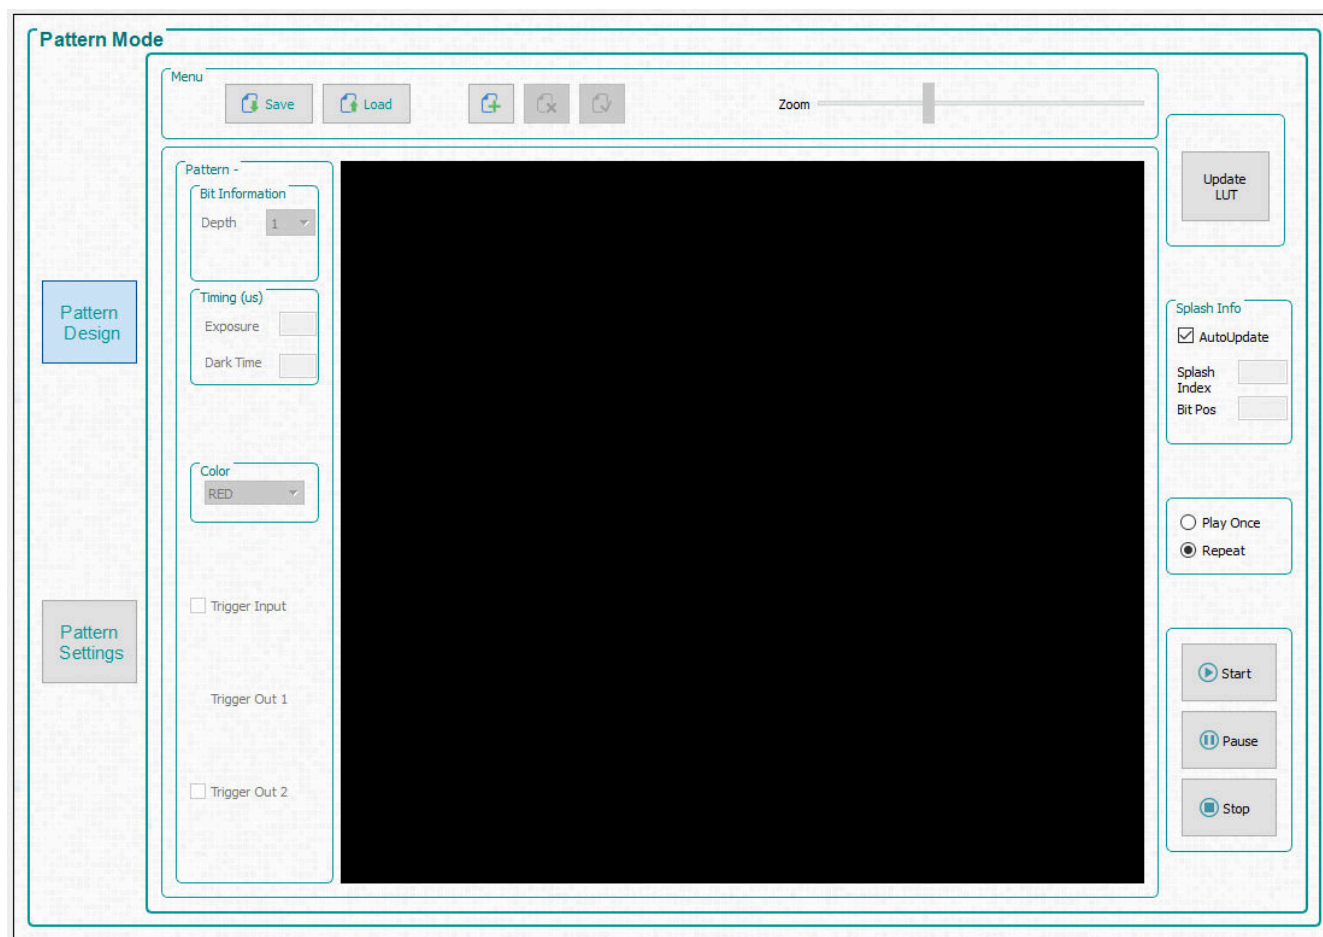 Pattern Mode
Menu
Save
Load
Zoom
Pattern -
Bit Information
Depth 1
Timing (us)
Exposure
Dark Time
Color
RED
Trigger Input
Trigger Out 1
Trigger Out 2
Pattern
Design
Pattern
Settings
Update
LUT
Splash Info
AutoUpdate
Splash
Index
Bit Pos
Play Once
Repeat
Start
Pause
Stop